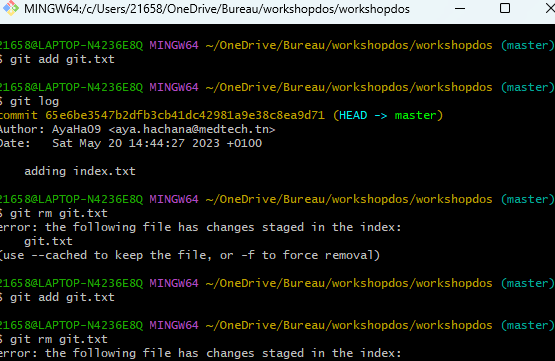 MINGW64:/c/Users/21658/OneDrive/Bureau/workshopdos/workshopdos
21658@LAPTOP-N4236E8Q MINGW64 ~/OneDrive/Bureau/workshopdos/workshopdos (master)
$ git add git.txt
21658@LAPTOP-N4236E8Q MINGW64 ~/OneDrive/Bureau/workshopdos/workshopdos (master)
$ git log
commit 65e6be3547b2dfb3cb41dc42981a9e38c8ea9d71 (HEAD -> master)
Author: AyaHa09 <aya.hachana@medtech.tn>
Date:   Sat May 20 14:44:27 2023 +0100
    adding index.txt
21658@LAPTOP-N4236E8Q MINGW64 ~/OneDrive/Bureau/workshopdos/workshopdos (master)
$ git rm git.txt
error: the following file has changes staged in the index:
    git.txt
(use --cached to keep the file, or -f to force removal)
21658@LAPTOP-N4236E8Q MINGW64 ~/OneDrive/Bureau/workshopdos/workshopdos (master)
$ git add git.txt
21658@LAPTOP-N4236E8Q MINGW64 ~/OneDrive/Bureau/workshopdos/workshopdos (master)
$ git rm git.txt
error: the following file has changes staged in the index: